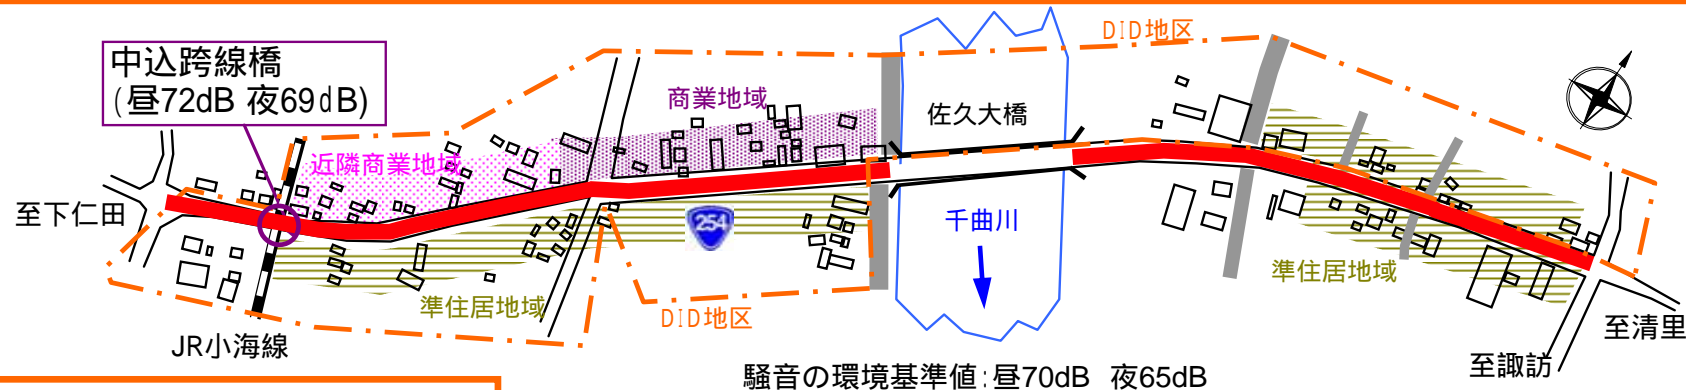 DID地区
中込跨線橋
(昼72dB 夜69dB)
商業地域
佐久大橋
近隣商業地域
至下仁田
254
千曲川
準住居地域
準住居地域
DID地区
至清里
JR小海線
至諏訪
騒音の環境基準値:昼70dB 夜65dB